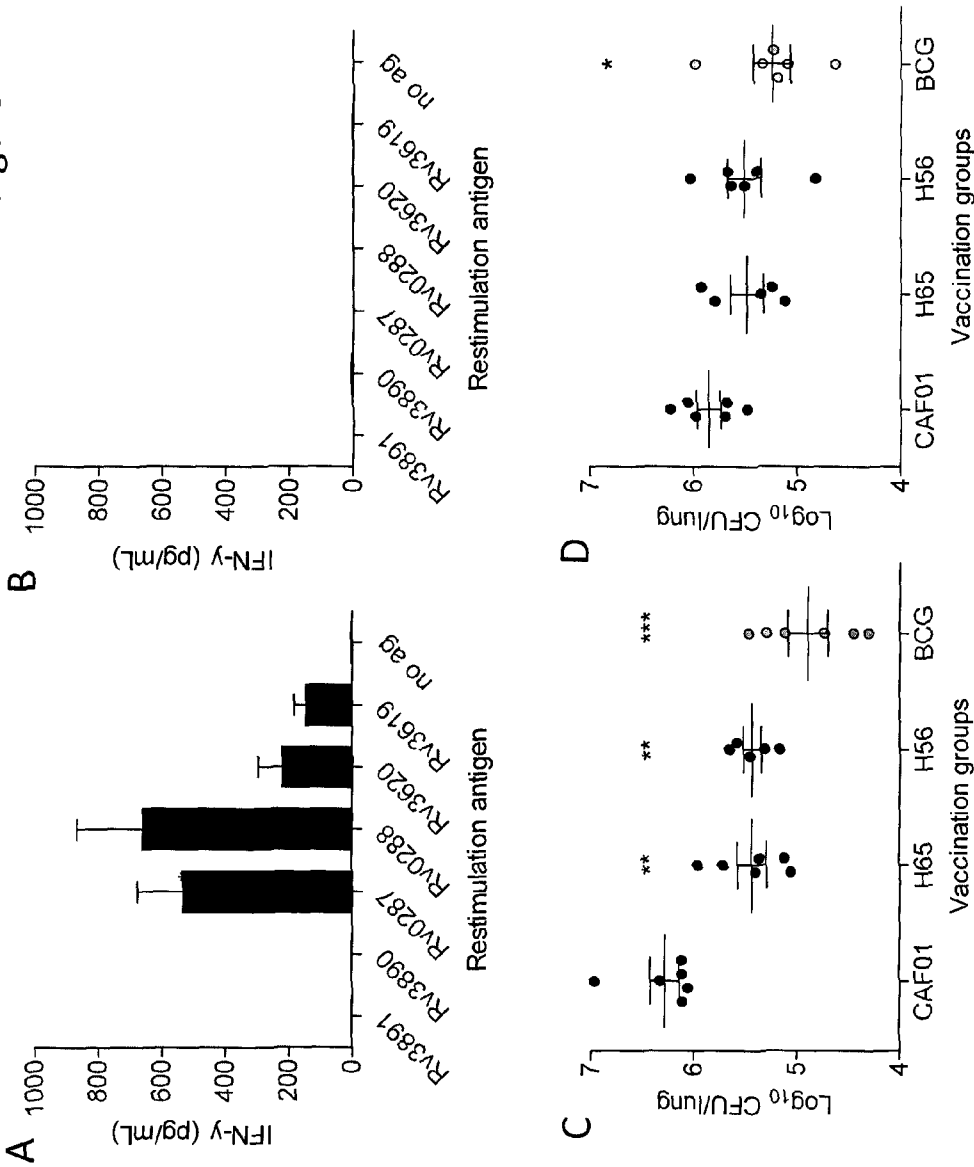 A
1000
800
600
400
200
0
IFN-γ (pg/mL)
Rv3891
Rv3890
Rv0287
Rv0288
Rv3620
Rv3619
no ag
Restimulation antigen
B
1000
800
600
400
200
0
IFN-γ (pg/mL)
Rv3891
Rv3890
Rv0287
Rv0288
Rv3620
Rv3619
no ag
Restimulation antigen
C
7
6
5
4
Log10 CFU/lung
**
**
***
CAF01
H65
H56
BCG
Vaccination groups
D
7
6
5
4
Log10 CFU/lung
*
CAF01
H65
H56
BCG
Vaccination groups